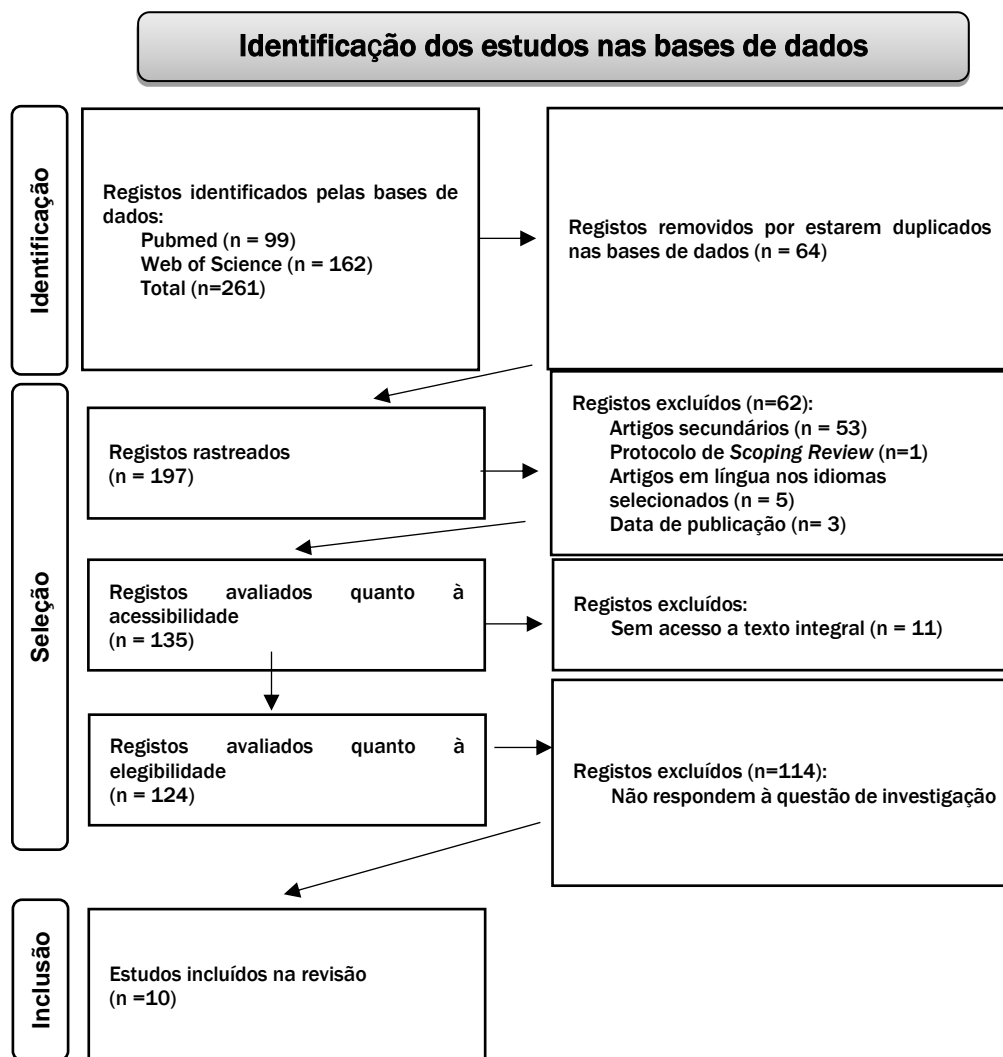 Identificação dos estudos nas bases de dados
Identificação
Registos identificados pelas bases de
dados:
Pubmed (n = 99)
Web of Science (n = 162)
Total (n=261)
Registos removidos por estarem duplicados
nas bases de dados (n = 64)
Seleção
Registos rastreados
(n = 197)
Registos excluídos (n=62):
Artigos secundários (n = 53)
Protocolo de Scoping Review (n=1)
Artigos em língua nos idiomas
selecionados (n = 5)
Data de publicação (n= 3)
Registos avaliados quanto à
acessibilidade
(n = 135)
Registos excluídos:
Sem acesso a texto integral (n = 11)
Registos avaliados quanto à
elegibilidade
(n = 124)
Registos excluídos (n=114):
Não respondem à questão de investigação
Inclusão
Estudos incluídos na revisão
(n =10)